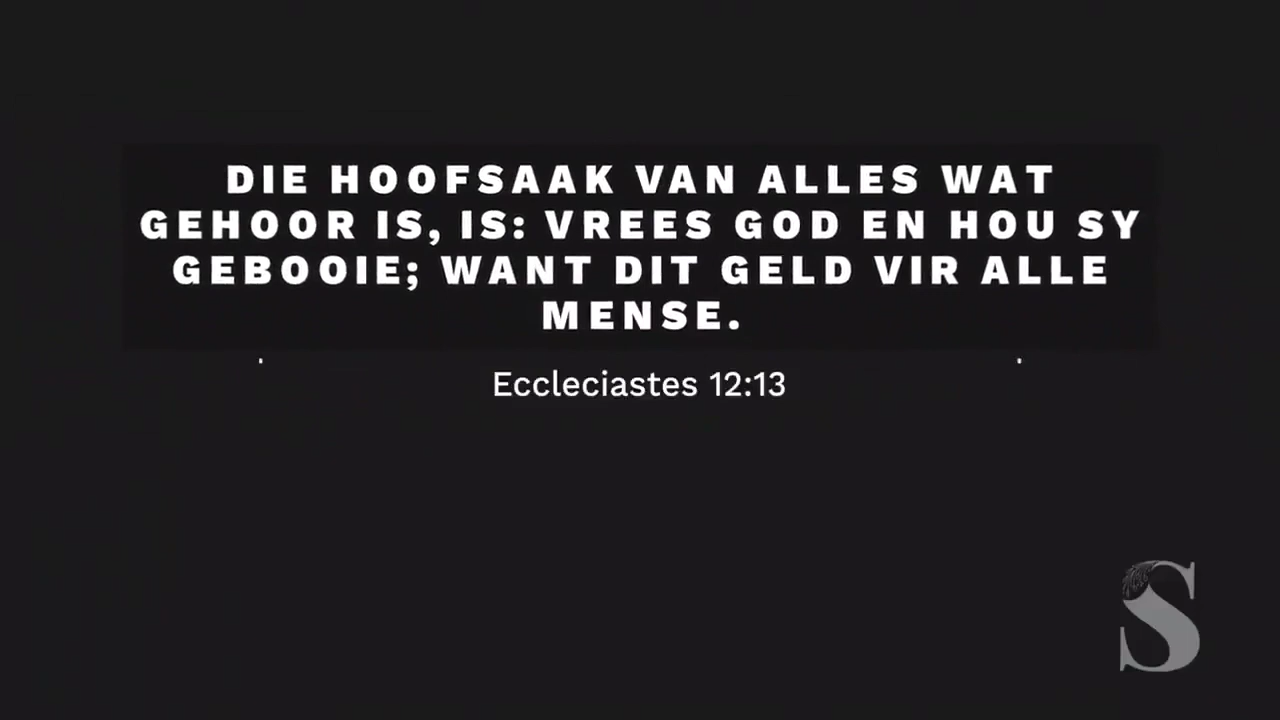 DIE HOOFSAAK VAN ALLES WAT
GEHOOR IS, IS: VREES GOD EN HOU SY
GEBOOIE; WANT DIT GELD VIR ALLE
MENSE.
Eccleciastes 12:13
S